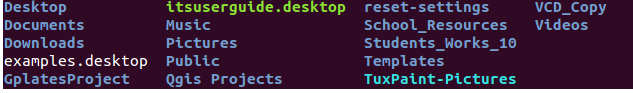 Desktop itsuserguide.desktop reset-settings VCD_Copy
Documents Music School_Resources Videos
Downloads Pictures Students_Works_10
examples.desktop Public Templates
GplatesProject Qgis Projects TuxPaint-Pictures